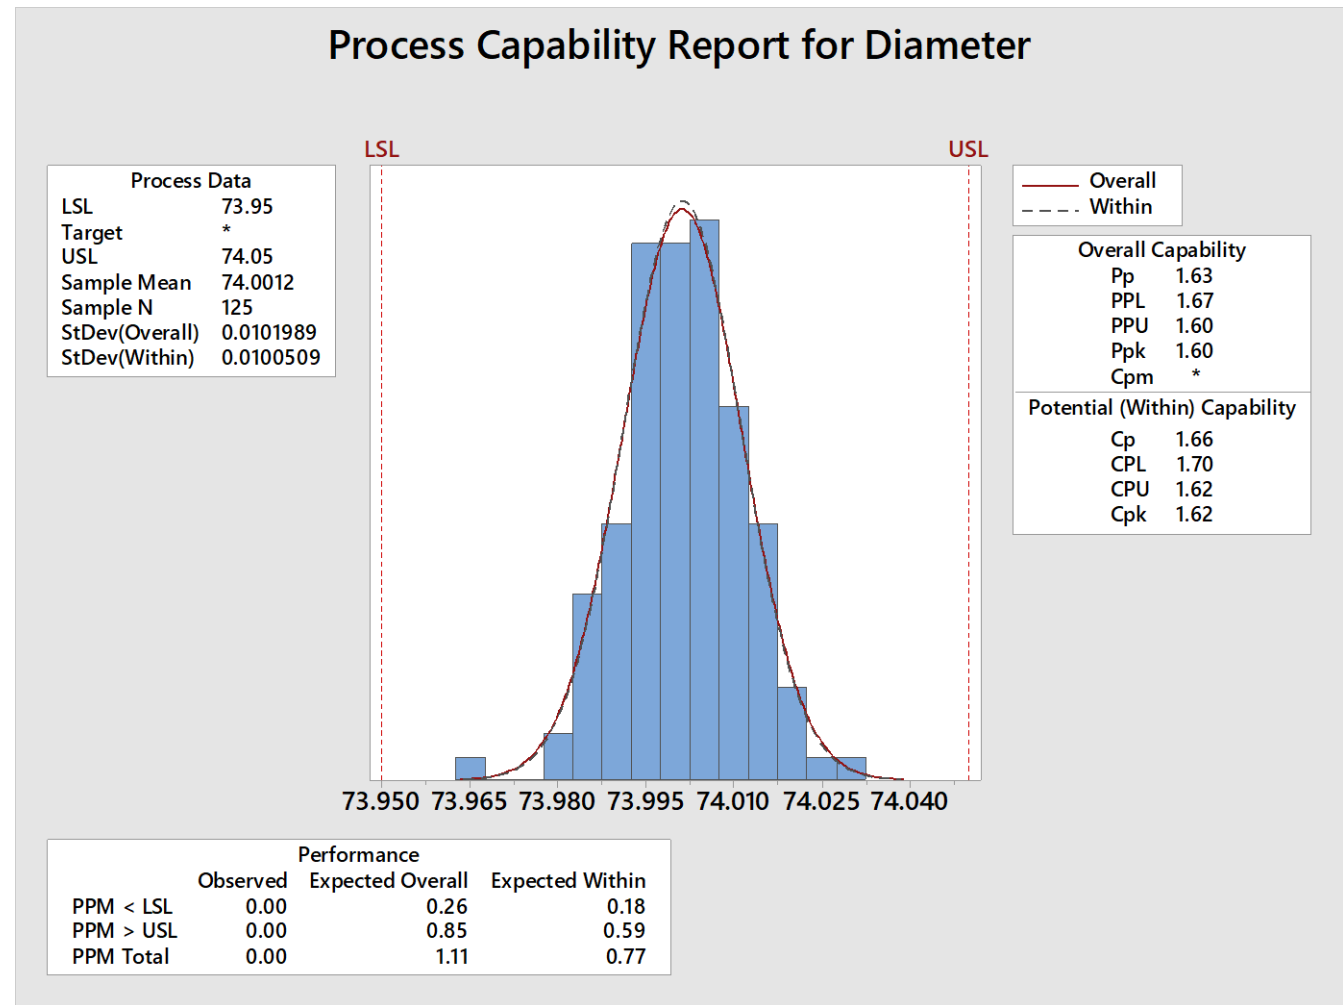 Process Capability Report for Diameter
LSL USL
Process Data
LSL 73.95
Target *
USL 74.05
Sample Mean 74.0012
Sample N 125
StDev(Overall) 0.0101989
StDev(Within) 0.0100509
Overall
Within
Overall Capability
Pp 1.63
PPL 1.67
PPU 1.60
Ppk 1.60
Cpm *
Potential (Within) Capability
Cp 1.66
CPL 1.70
CPU 1.62
Cpk 1.62
73.950 73.965 73.980 73.995 74.010 74.025 74.040
Performance
Observed Expected Overall Expected Within
PPM < LSL 0.00 0.26 0.18
PPM > USL 0.00 0.85 0.59
PPM Total 0.00 1.11 0.77